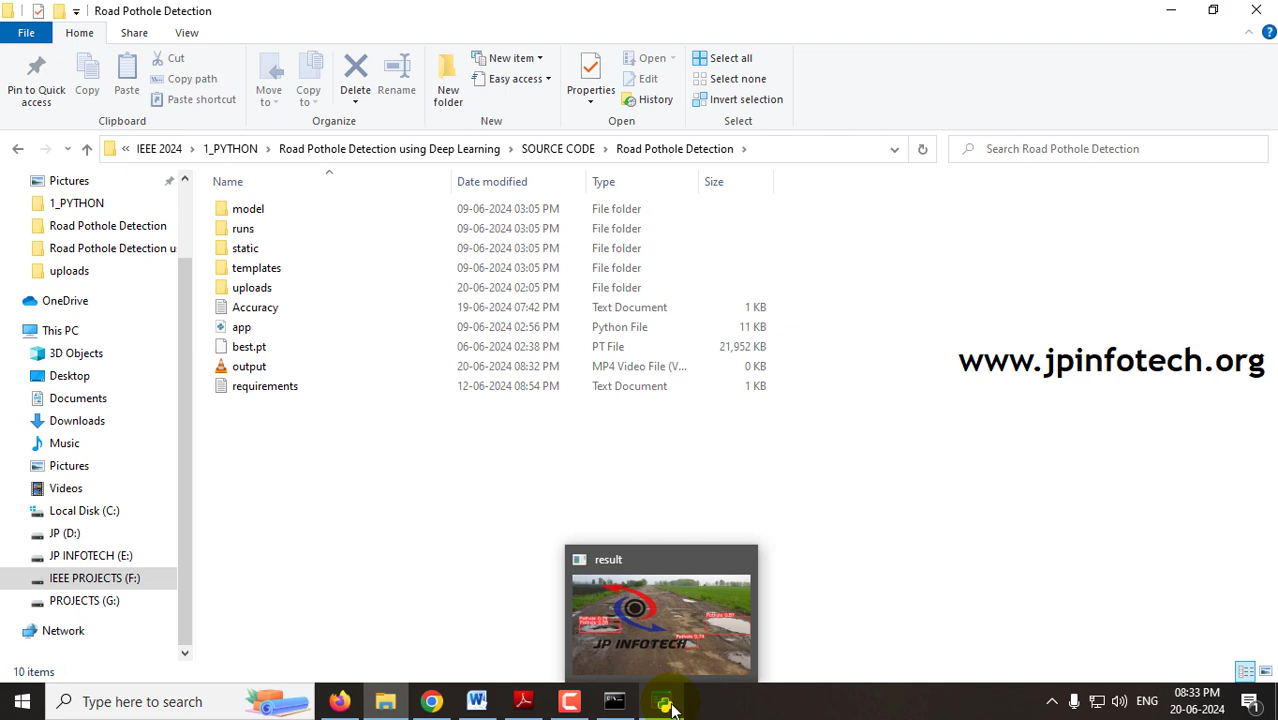 Road Pothole Detection
File
Home
Share
View
Pin to Quick access
Copy
Paste
Cut
Copy path
Paste shortcut
Clipboard
Move to
Copy to
Delete
Rename
Organize
New folder
New item
Easy access
New
Properties
Open
Edit
History
Open
Select all
Select none
Invert selection
Select
« IEEE 2024 > 1_PYTHON > Road Pothole Detection using Deep Learning > SOURCE CODE > Road Pothole Detection >
Search Road Pothole Detection
Pictures
1_PYTHON
Road Pothole Detection
Road Pothole Detection u
uploads
OneDrive
This PC
3D Objects
Desktop
Documents
Downloads
Music
Pictures
Videos
Local Disk (C:)
JP (D:)
JP INFOTECH (E:)
IEEE PROJECTS (F:)
PROJECTS (G:)
Network
Name Date modified Type Size
model 09-06-2024 03:05 PM File folder
runs 09-06-2024 03:05 PM File folder
static 09-06-2024 03:05 PM File folder
templates 09-06-2024 03:05 PM File folder
uploads 20-06-2024 02:05 PM File folder
Accuracy 19-06-2024 07:42 PM Text Document 1 KB
app 09-06-2024 02:56 PM Python File 11 KB
best.pt 06-06-2024 02:38 PM PT File 21,952 KB
output 20-06-2024 08:32 PM MP4 Video File (V... 0 KB
requirements 12-06-2024 08:54 PM Text Document 1 KB
www.jpinfotech.org
result
JP INFOTECH
10 items
Type here to search
ENG
08:33 PM
20-06-2024